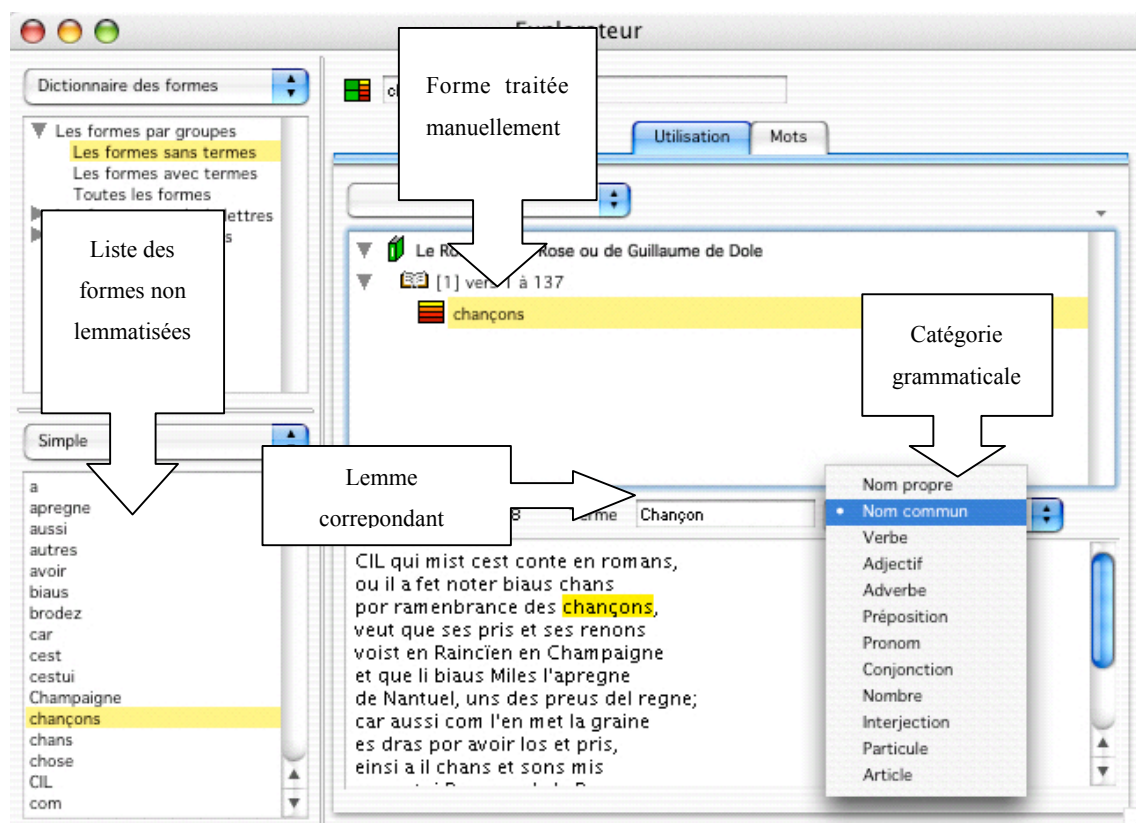 Explorateur
Dictionnaire des formes
Les formes par groupes
Les formes sans termes
Les formes avec termes
Toutes les formes
lettres
s
Liste des
formes non
lemmatisées
Simple
a
apregne
aussi
autres
avoir
biaus
brodez
car
cest
cestui
Champaigne
chançons
chans
chose
CIL
com
Forme traitée
manuellement
Utilisation Mots
Le Ro Rose ou de Guillaume de Dole
[1] vers 1 à 137
chançons
Catégorie
grammaticale
Lemme
correpondant
8 Terme Chançon
Nom propre
• Nom commun
Verbe
Adjectif
Adverbe
Préposition
Pronom
Conjonction
Nombre
Interjection
Particule
Article
CIL qui mist cest conte en romans,
ou il a fet noter biaus chans
por ramenbrance des chançons,
veut que ses pris et ses renons
voist en Raincïen en Champaigne
et que li biaus Miles l'apregne
de Nantuel, uns des preus del regne;
car aussi com l'en met la graine
es dras por avoir los et pris,
einsi a il chans et sons mis